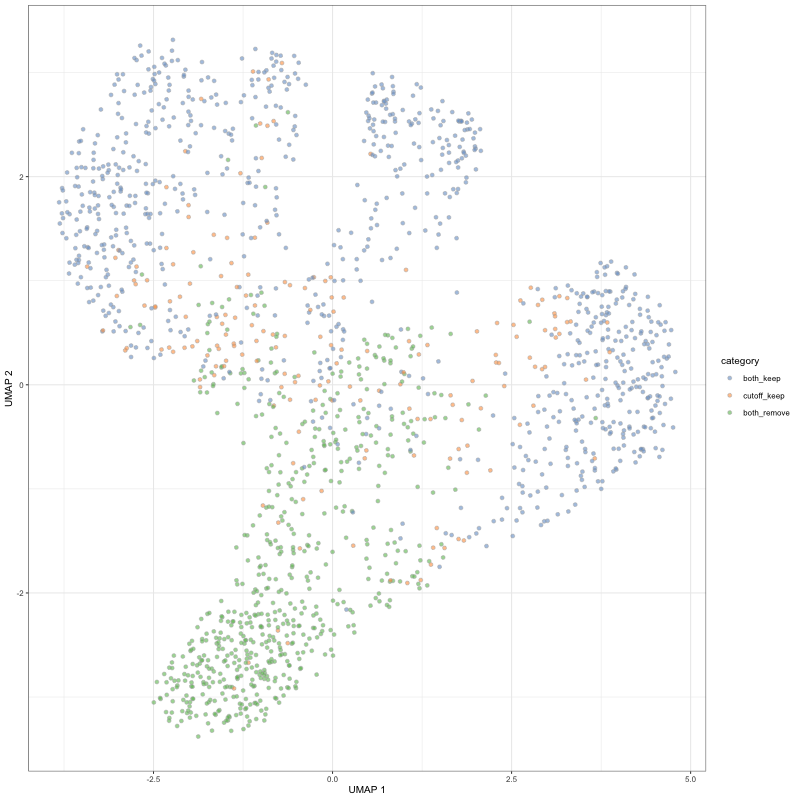 2
0
-2
UMAP 2
-2.5
0.0
2.5
5.0
UMAP 1
category
both_keep
cutoff_keep
both_remove